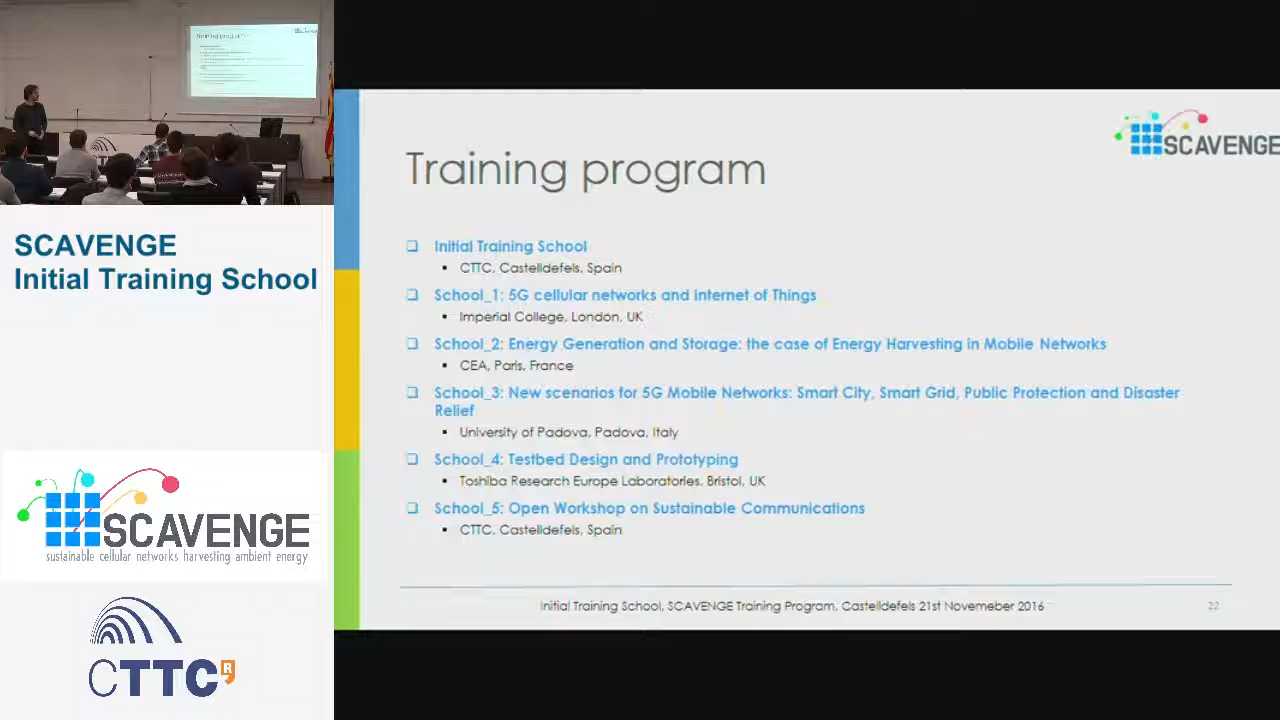 Training program
SCAVENGE
SCAVENGE
Initial Training School
Training program
❑ Initial Training School
▪ CTTC, Castelldefels, Spain
❑ School_1: 5G cellular networks and Internet of Things
▪ Imperial College, London, UK
❑ School_2: Energy Generation and Storage: the case of Energy Harvesting in Mobile Networks
▪ CEA, Paris, France
❑ School_3: New scenarios for 5G Mobile Networks: Smart City, Smart Grid, Public Protection and Disaster
Relief
▪ University of Padova, Padova, Italy
❑ School_4: Testbed Design and Prototyping
▪ Toshiba Research Europe Laboratories, Bristol, UK
❑ School_5: Open Workshop on Sustainable Communications
▪ CTTC, Castelldefels, Spain
Initial Training School, SCAVENGE Training Program, Castelldefels 21st Novemeber 2016
22
SCAVENGE
sustainable cellular networks harvesting ambient energy
CTTC R